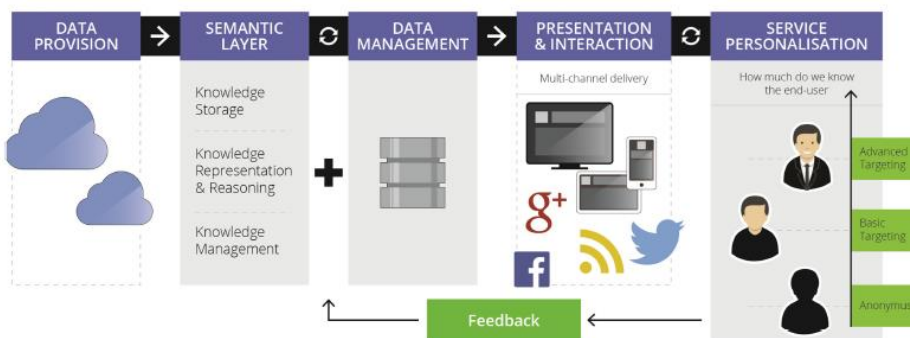 DATA
PROVISION
SEMANTIC
LAYER
DATA
MANAGEMENT
PRESENTATION
& INTERACTION
SERVICE
PERSONALISATION
Knowledge
Storage
Knowledge
Representation
& Reasoning
Knowledge
Management
Multi-channel delivery
g+
f
How much do we know
the end-user
Advanced
Targeting
Basic
Targeting
Anonymus
Feedback